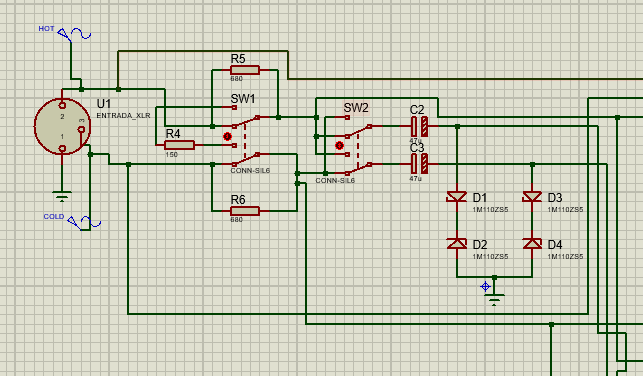 HOT
U1
ENTRADA_XLR
2
3
1
COLD
R5
680
SW1
R4
150
CONN-SIL6
R6
680
SW2
CONN-SIL6
C2
47u
C3
47u
D1
1M110ZS5
D3
1M110ZS5
D2
1M110ZS5
D4
1M110ZS5